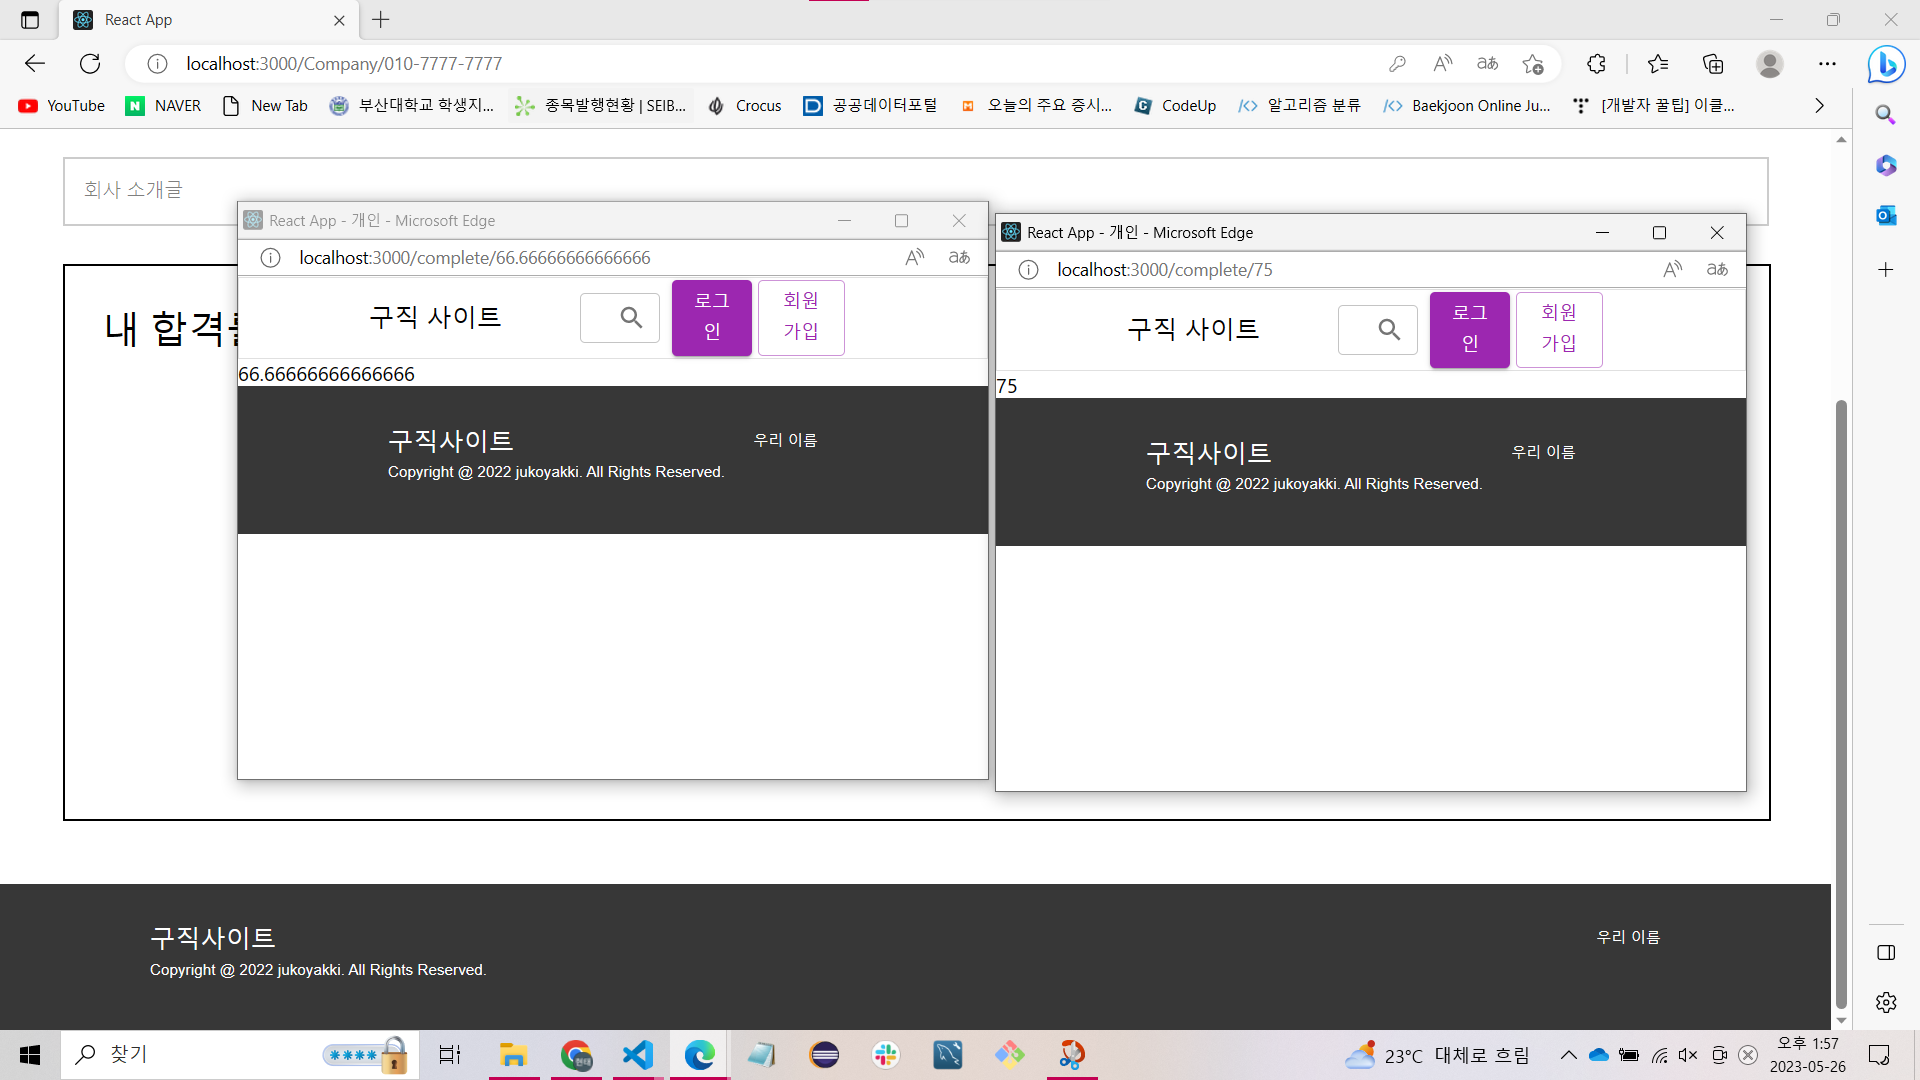 React App
localhost:3000/Company/010-7777-7777
YouTube
NAVER
New Tab
부산대학교 학생지...
종목발행현황 | SEIB...
Crocus
공공데이터포털
오늘의 주요 증시...
CodeUp
알고리즘 분류
Baekjoon Online Ju...
[개발자 꿀팁] 이클...
회사 소개글
내 합격률
React App - 개인 - Microsoft Edge
localhost:3000/complete/66.66666666666666
구직 사이트
로그
인
회원
가입
66.66666666666666
구직사이트
우리 이름
Copyright @ 2022 jukoyakki. All Rights Reserved.
React App - 개인 - Microsoft Edge
localhost:3000/complete/75
구직 사이트
로그
인
회원
가입
75
구직사이트
우리 이름
Copyright @ 2022 jukoyakki. All Rights Reserved.
구직사이트
우리 이름
Copyright @ 2022 jukoyakki. All Rights Reserved.
찾기
23°C 대체로 흐림
오후 1:57
2023-05-26